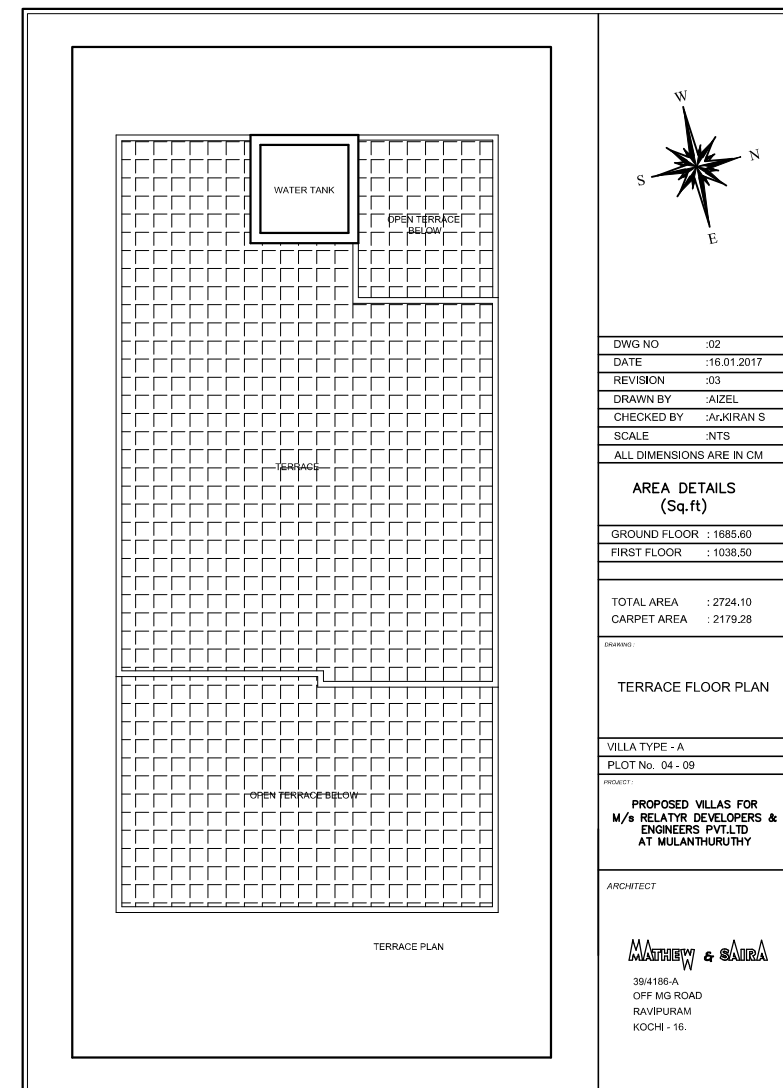 WATER TANK
OPEN TERRACE
BELOW
TERRACE
OPEN TERRACE BELOW
TERRACE PLAN
W
N
S
E
DWG NO :02
DATE :16.01.2017
REVISION :03
DRAWN BY :AIZEL
CHECKED BY :Ar.KIRAN S
SCALE :NTS
ALL DIMENSIONS ARE IN CM
AREA DETAILS
(Sq.ft)
GROUND FLOOR : 1685.60
FIRST FLOOR : 1038.50
TOTAL AREA : 2724.10
CARPET AREA : 2179.28
DRAWING :
TERRACE FLOOR PLAN
VILLA TYPE - A
PLOT No. 04 - 09
PROJECT :
PROPOSED VILLAS FOR
M/s RELATYR DEVELOPERS &
ENGINEERS PVT.LTD
AT MULANTHURUTHY
ARCHITECT
MATHEW & SAIRA
39/4186-A
OFF MG ROAD
RAVIPURAM
KOCHI - 16.